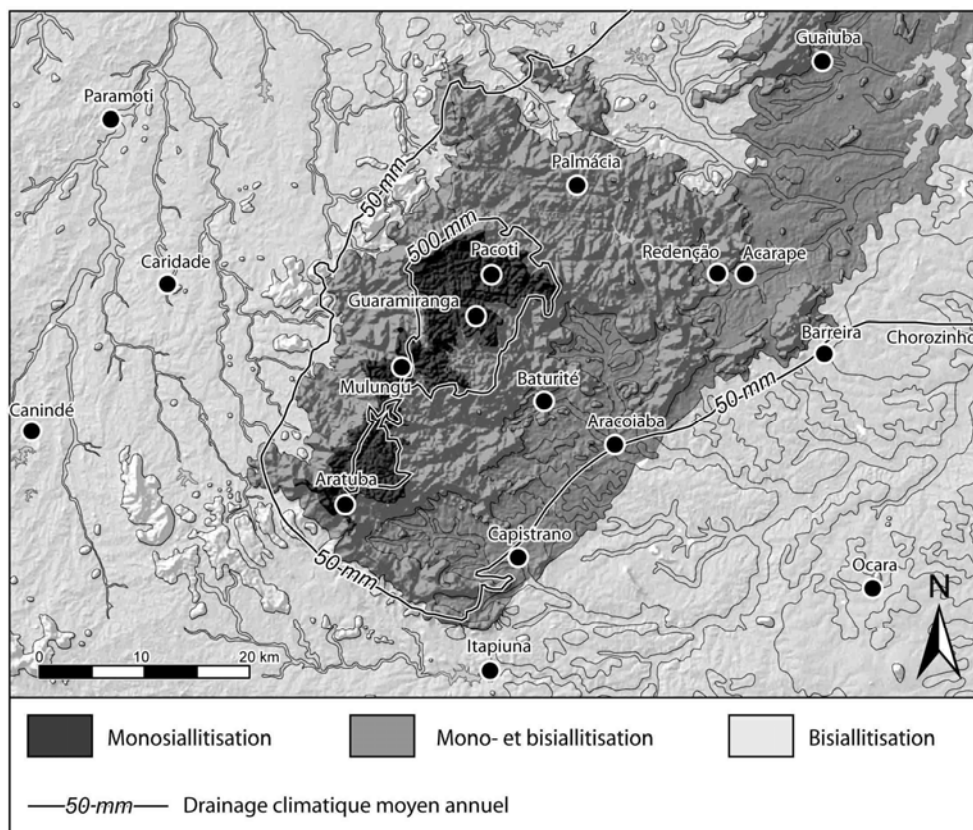 Guaiuba
Paramoti
Palmácia
50-mm
500-mm
Pacoti
Redenção
Acarape
Caridade
Guaramiranga
Barreira
Chorozinho
Mulungú
Baturité
50-mm
Canindé
Aracoiaba
Aratuba
Capistrano
50-mm
Ocara
N
Itapiuna
0 10 20 km
Monosiallitisation
Mono- et bisiallitisation
Bisiallitisation
50-mm Drainage climatique moyen annuel